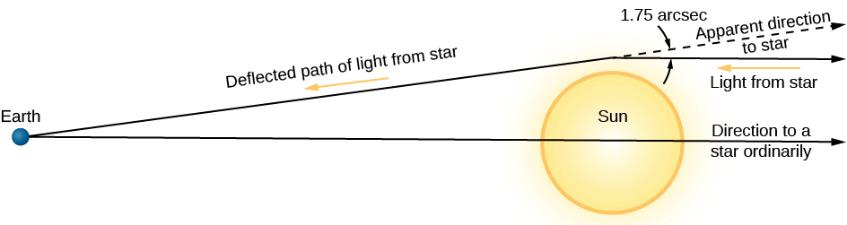 1.75 arcsec
Apparent direction
to star
Deflected path of light from star
Light from star
Earth
Sun
Direction to a
star ordinarily